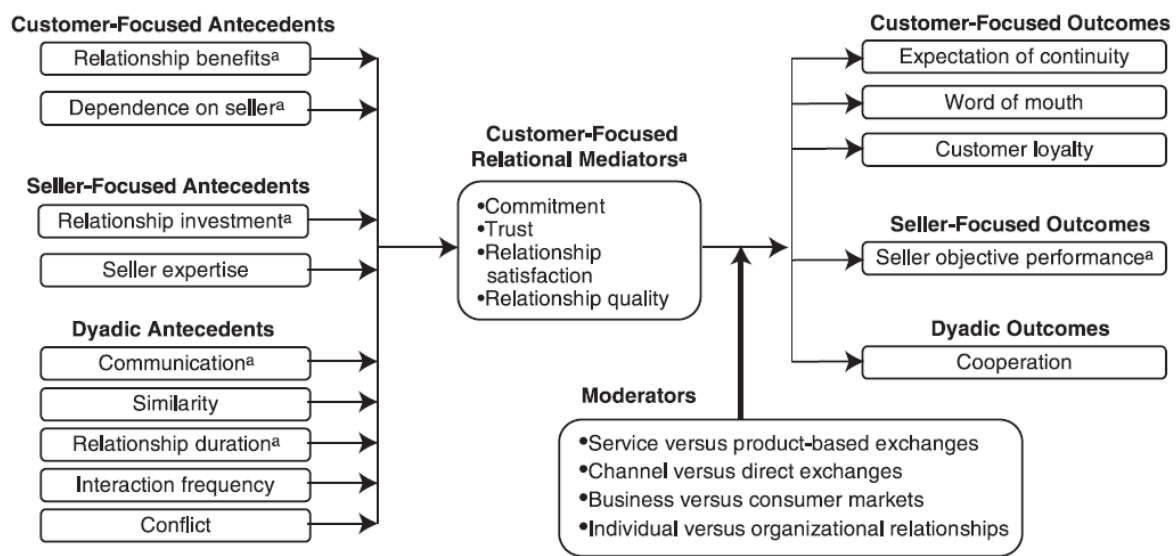 Customer-Focused Antecedents
Relationship benefitsᵃ
Dependence on sellerᵃ
Seller-Focused Antecedents
Relationship investmentᵃ
Seller expertise
Dyadic Antecedents
Communicationᵃ
Similarity
Relationship durationᵃ
Interaction frequency
Conflict
Customer-Focused
Relational Mediatorsᵃ
•Commitment
•Trust
•Relationship
satisfaction
•Relationship quality
Moderators
•Service versus product-based exchanges
•Channel versus direct exchanges
•Business versus consumer markets
•Individual versus organizational relationships
Customer-Focused Outcomes
Expectation of continuity
Word of mouth
Customer loyalty
Seller-Focused Outcomes
Seller objective performanceᵃ
Dyadic Outcomes
Cooperation